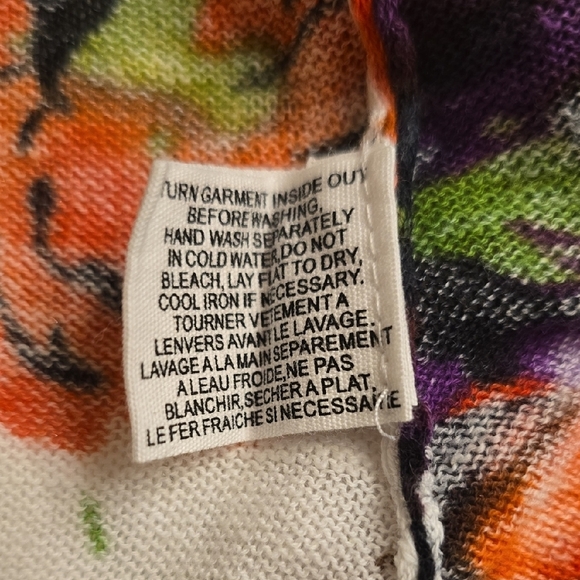 TURN GARMENT INSIDE OUT
BEFORE WASHING,
HAND WASH SEPARATELY
IN COLD WATER,DO NOT
BLEACH, LAY FLAT TO DRY,
COOL IRON IF NECESSARY.
TOURNER VETEMENT A
LENVERS AVANT LE LAVAGE.
LAVAGE A LA MAIN SEPAREMENT
A LEAU FROIDE,NE PAS
BLANCHIR,SECHER A PLAT.
LE FER FRAICHE SI NECESSAIRE